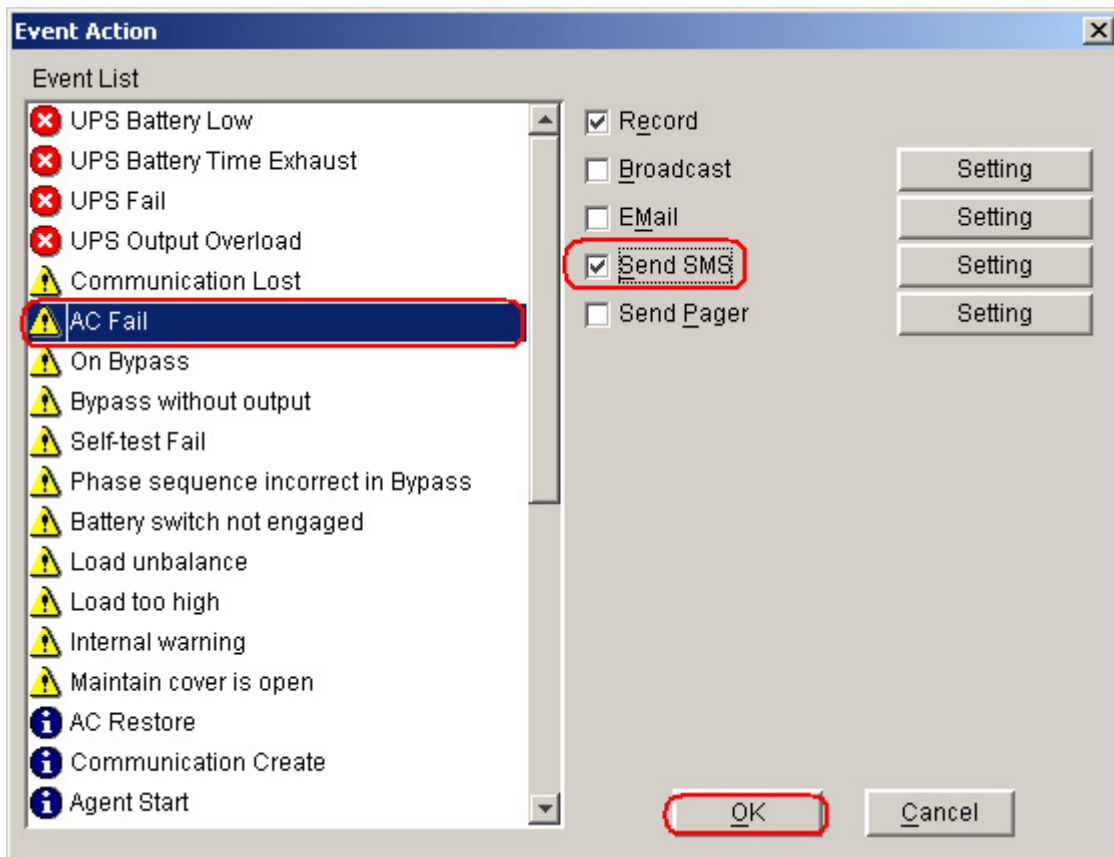 Event Action
Event List
UPS Battery Low
UPS Battery Time Exhaust
UPS Fail
UPS Output Overload
Communication Lost
AC Fail
On Bypass
Bypass without output
Self-test Fail
Phase sequence incorrect in Bypass
Battery switch not engaged
Load unbalance
Load too high
Internal warning
Maintain cover is open
AC Restore
Communication Create
Agent Start
Record
Broadcast Setting
EMail Setting
Send SMS Setting
Send Pager Setting
OK Cancel